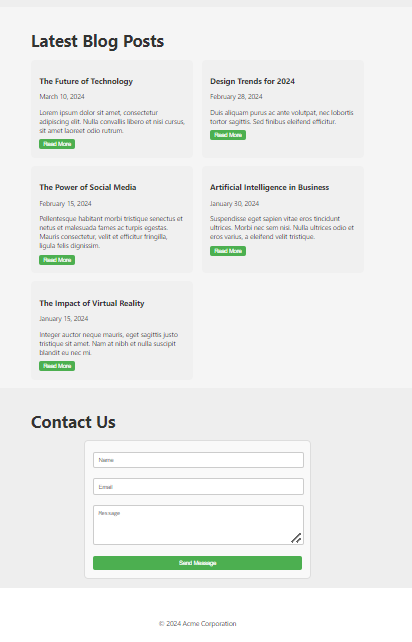 Latest Blog Posts
The Future of Technology
March 10, 2024
Lorem ipsum dolor sit amet, consectetur
adipiscing elit. Nulla convallis libero et nisi cursus,
sit amet laoreet odio rutrum.
Read More
Design Trends for 2024
February 28, 2024
Duis aliquam purus ac ante volutpat, nec lobortis
tortor sagittis. Sed finibus eleifend efficitur.
Read More
The Power of Social Media
February 15, 2024
Pellentesque habitant morbi tristique senectus et
netus et malesuada fames ac turpis egestas.
Mauris consectetur, velit et efficitur fringilla,
ligula felis dignissim.
Read More
Artificial Intelligence in Business
January 30, 2024
Suspendisse eget sapien vitae eros tincidunt
ultrices. Morbi nec sem nisi. Nulla ultrices odio et
eros varius, a eleifend velit tristique.
Read More
The Impact of Virtual Reality
January 15, 2024
Integer auctor neque mauris, eget sagittis justo
tristique sit amet. Nam at nibh et nulla suscipit
blandit eu nec mi.
Read More
Contact Us
Name
Email
Message
Send Message
© 2024 Acme Corporation